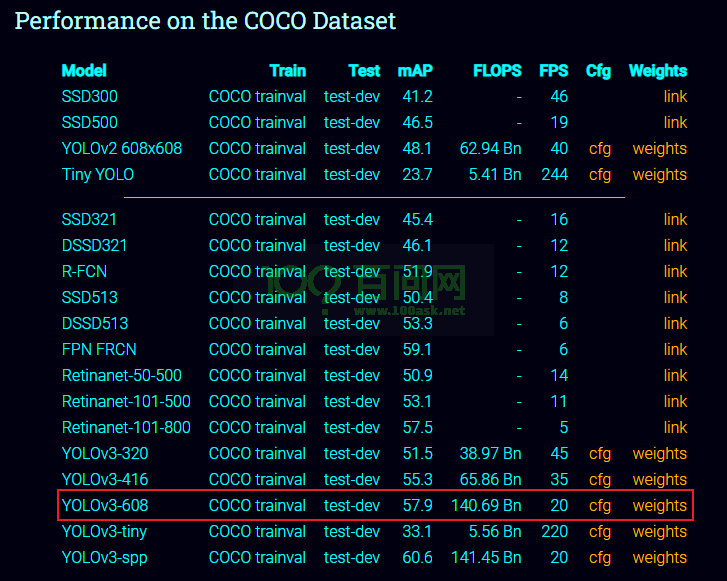 Performance on the COCO Dataset
Model Train Test mAP FLOPS FPS Cfg Weights
SSD300 COCO trainval test-dev 41.2 - 46 link
SSD500 COCO trainval test-dev 46.5 - 19 link
YOLOv2 608x608 COCO trainval test-dev 48.1 62.94 Bn 40 cfg weights
Tiny YOLO COCO trainval test-dev 23.7 5.41 Bn 244 cfg weights
SSD321 COCO trainval test-dev 45.4 - 16 link
DSSD321 COCO trainval test-dev 46.1 - 12 link
R-FCN COCO trainval test-dev 51.9 - 12 link
SSD513 COCO trainval test-dev 50.4 - 8 link
DSSD513 COCO trainval test-dev 53.3 - 6 link
FPN FRCN COCO trainval test-dev 59.1 - 6 link
Retinanet-50-500 COCO trainval test-dev 50.9 - 14 link
Retinanet-101-500 COCO trainval test-dev 53.1 - 11 link
Retinanet-101-800 COCO trainval test-dev 57.5 - 5 link
YOLOv3-320 COCO trainval test-dev 51.5 38.97 Bn 45 cfg weights
YOLOv3-416 COCO trainval test-dev 55.3 65.86 Bn 35 cfg weights
YOLOv3-608 COCO trainval test-dev 57.9 140.69 Bn 20 cfg weights
YOLOv3-tiny COCO trainval test-dev 33.1 5.56 Bn 220 cfg weights
YOLOv3-spp COCO trainval test-dev 60.6 141.45 Bn 20 cfg weights
100? 百问网
www.100ask.net